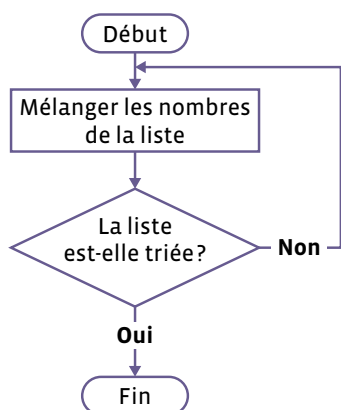 Début
Mélanger les nombres
de la liste
La liste
est-elle triée ?
Non
Oui
Fin